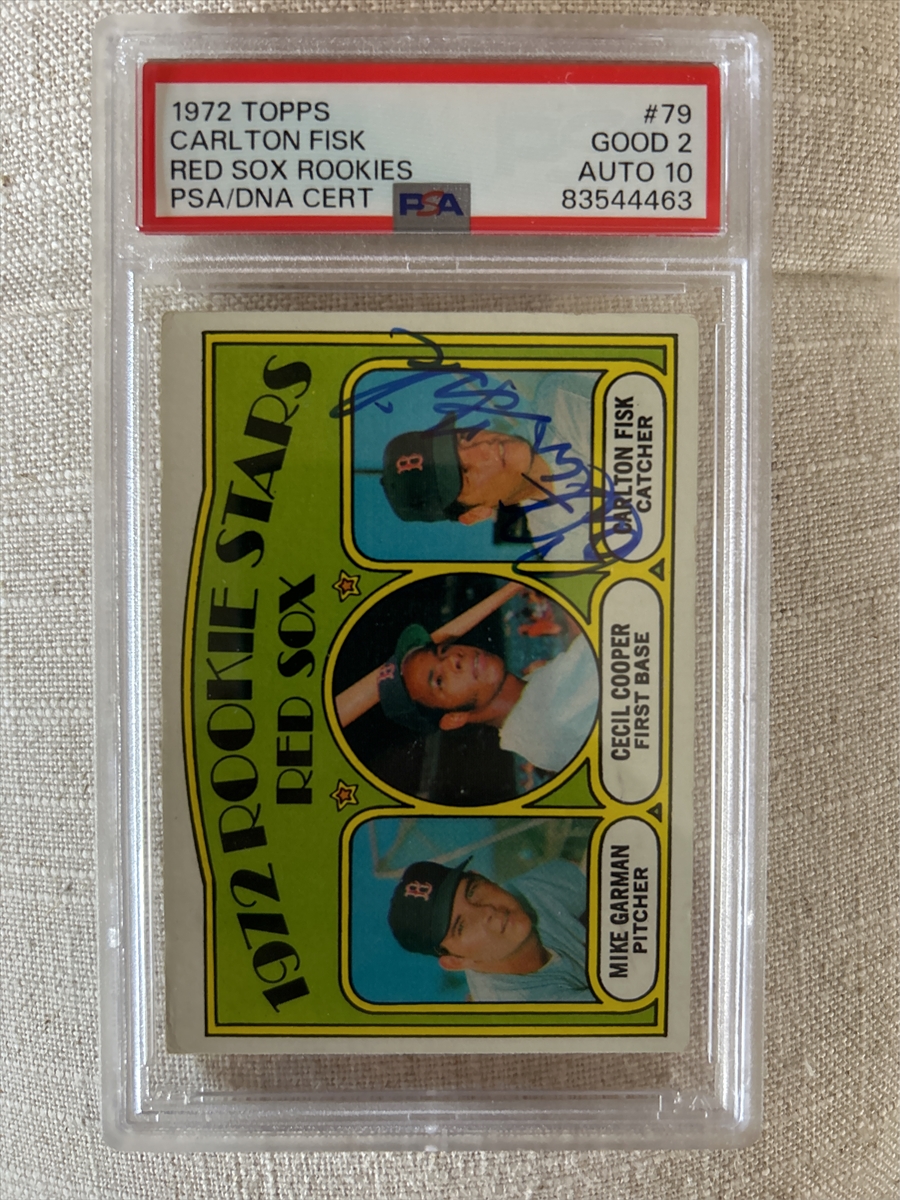 1972 TOPPS #79
CARLTON FISK GOOD 2
RED SOX ROOKIES AUTO 10
PSA/DNA CERT PSA 83544463
1972 ROOKIE STARS
RED SOX
MIKE GARMAN
PITCHER
CECIL COOPER
FIRST BASE
CARLTON FISK
CATCHER
B
B
B